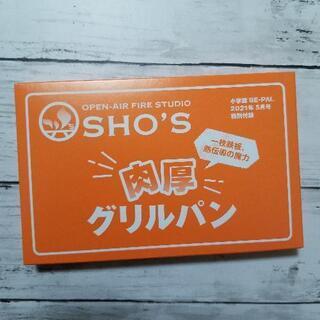 OPEN-AIR FIRE STUDIO
SHO'S
小学館 BE-PAL
2021年 5月号
特別付録
一枚鉄板、
熱伝導の魔力
肉厚
グリルパン